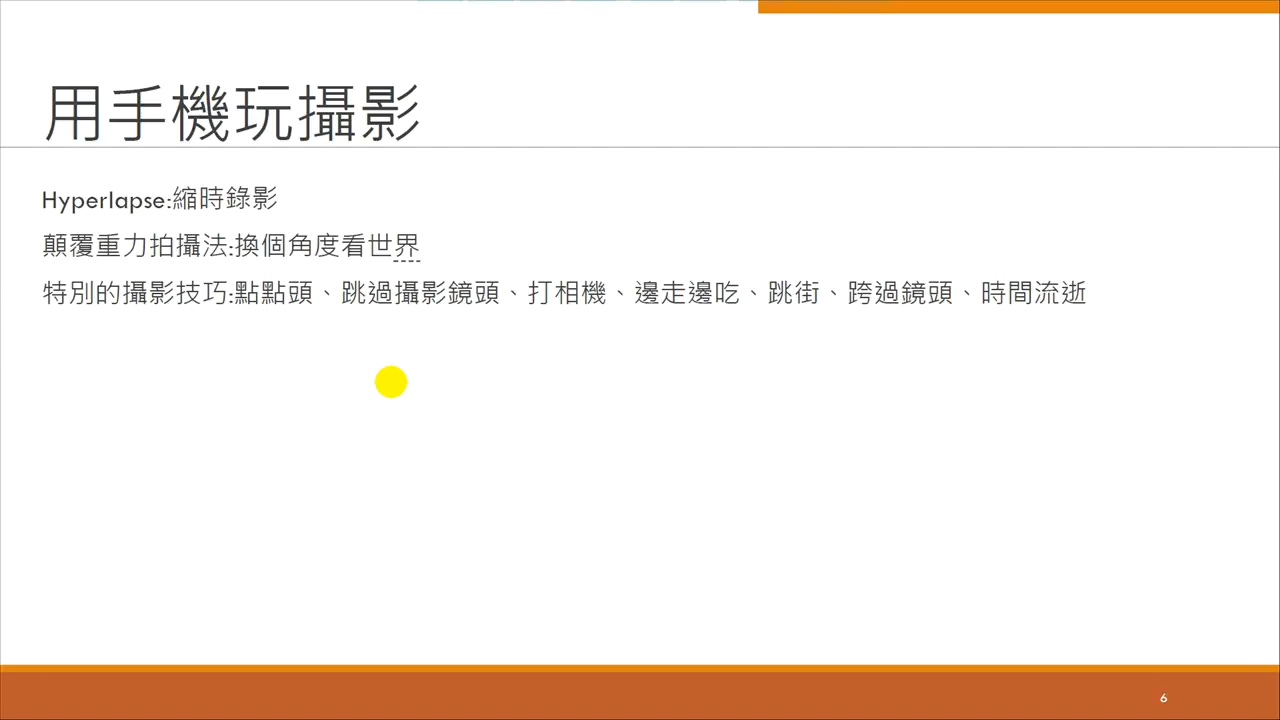 用手機玩攝影
Hyperlapse:縮時錄影
顛覆重力拍攝法:換個角度看世界
特別的攝影技巧:點點頭、跳過攝影鏡頭、打相機、邊走邊吃、跳街、跨過鏡頭、時間流逝
6